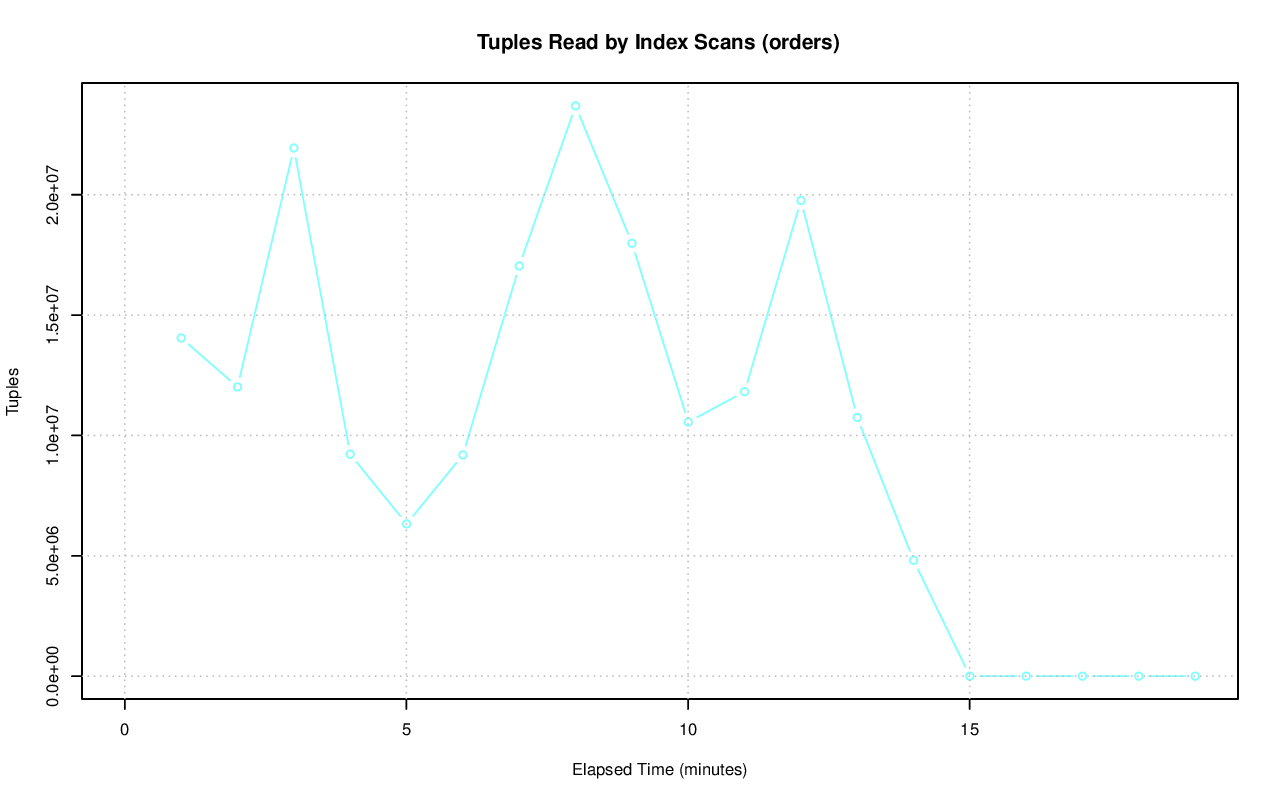 Tuples Read by Index Scans (orders)
Tuples
2.0e+07
1.5e+07
1.0e+07
5.0e+06
0.0e+00
0 5 10 15
Elapsed Time (minutes)